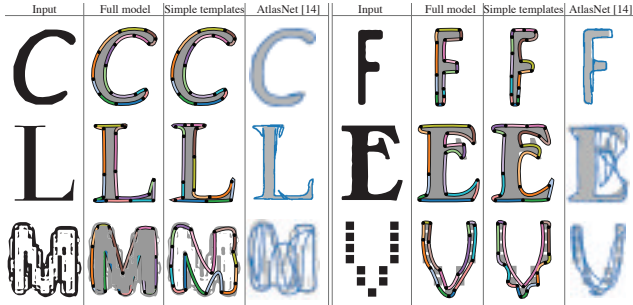 Input Full model Simple templates AtlasNet [14] Input Full model Simple templates AtlasNet [14]
C C C C F F F F
L L L L E E E E
M M M M V V V V